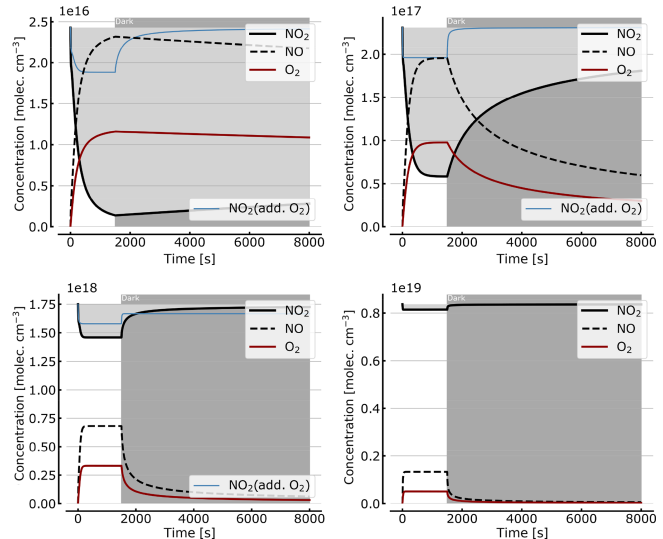 1e16
Dark
2.5
2.0
1.5
1.0
0.5
0.0
Concentration [molec. cm⁻³]
NO₂
NO
O₂
NO₂(add. O₂)
0 2000 4000 6000 8000
Time [s]
1e17
Dark
2.0
1.5
1.0
0.5
0.0
Concentration [molec. cm⁻³]
NO₂
NO
O₂
NO₂(add. O₂)
0 2000 4000 6000 8000
Time [s]
1e18
Dark
1.75
1.50
1.25
1.00
0.75
0.50
0.25
0.00
Concentration [molec. cm⁻³]
NO₂
NO
O₂
NO₂(add. O₂)
0 2000 4000 6000 8000
Time [s]
1e19
Dark
0.8
0.6
0.4
0.2
0.0
Concentration [molec. cm⁻³]
NO₂
NO
O₂
0 2000 4000 6000 8000
Time [s]